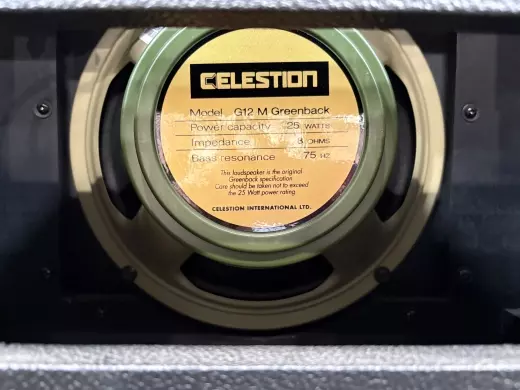 CELESTION
Model G12 M Greenback
Power capacity 25 WATTS
Impedance 8 OHMS
Bass resonance 75 HZ
This loudspeaker is the original
Greenback specification
Care should be taken not to exceed
the 25 Watt power rating
CELESTION INTERNATIONAL LTD.